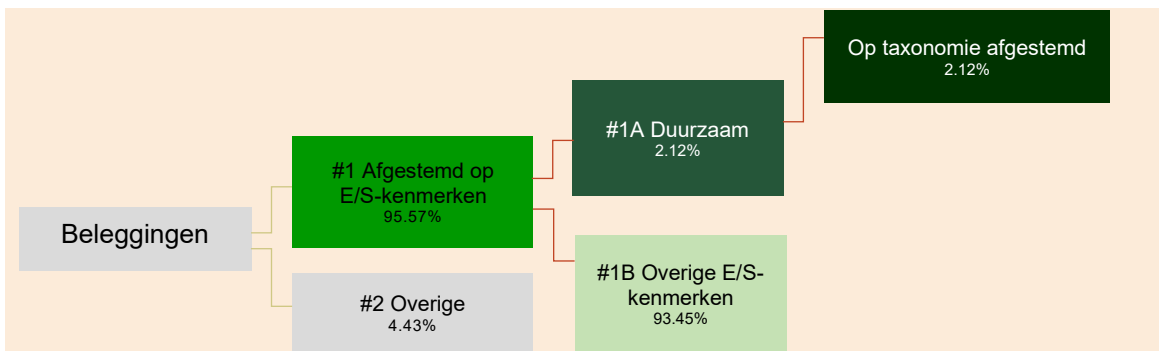 Beleggingen
#1 Afgestemd op
E/S-kenmerken
95.57%
#2 Overige
4.43%
#1A Duurzaam
2.12%
#1B Overige E/S-
kenmerken
93.45%
Op taxonomie afgestemd
2.12%